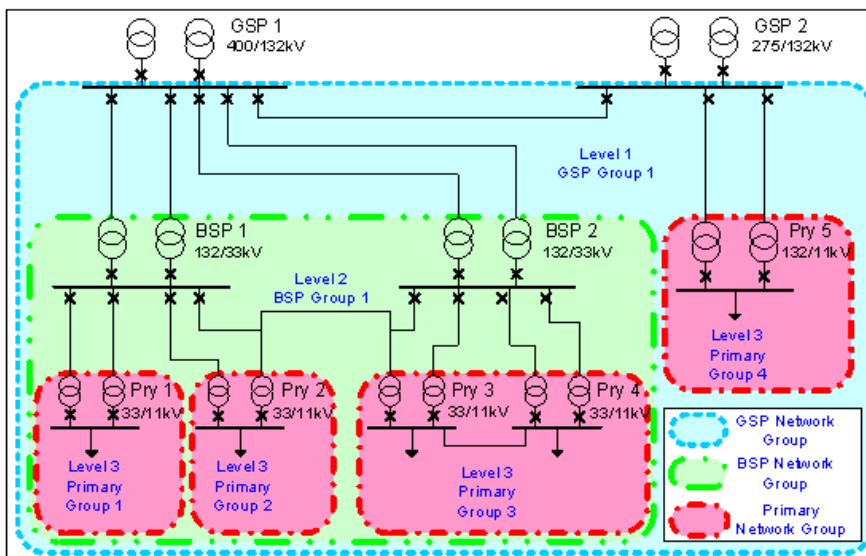 GSP 1
400/132kV
GSP 2
275/132kV
Level 1
GSP Group 1
BSP 1
132/33kV
BSP 2
132/33kV
Pry 5
132/11kV
Level 2
BSP Group 1
Level 3
Primary
Group 4
Pry 1
33/11kV
Pry 2
33/11kV
Pry 3
33/11kV
Pry 4
33/11kV
Level 3
Primary
Group 1
Level 3
Primary
Group 2
Level 3
Primary
Group 3
GSP Network
Group
BSP Network
Group
Primary
Network Group